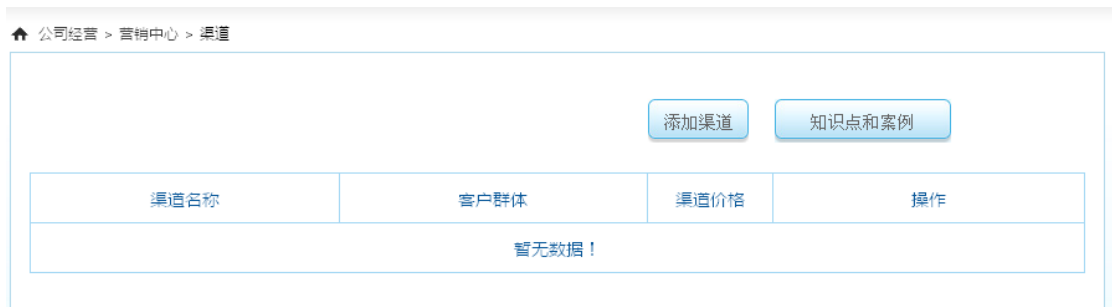 公司经营 > 营销中心 > 渠道
添加渠道 知识点和案例
渠道名称 客户群体 渠道价格 操作
暂无数据！